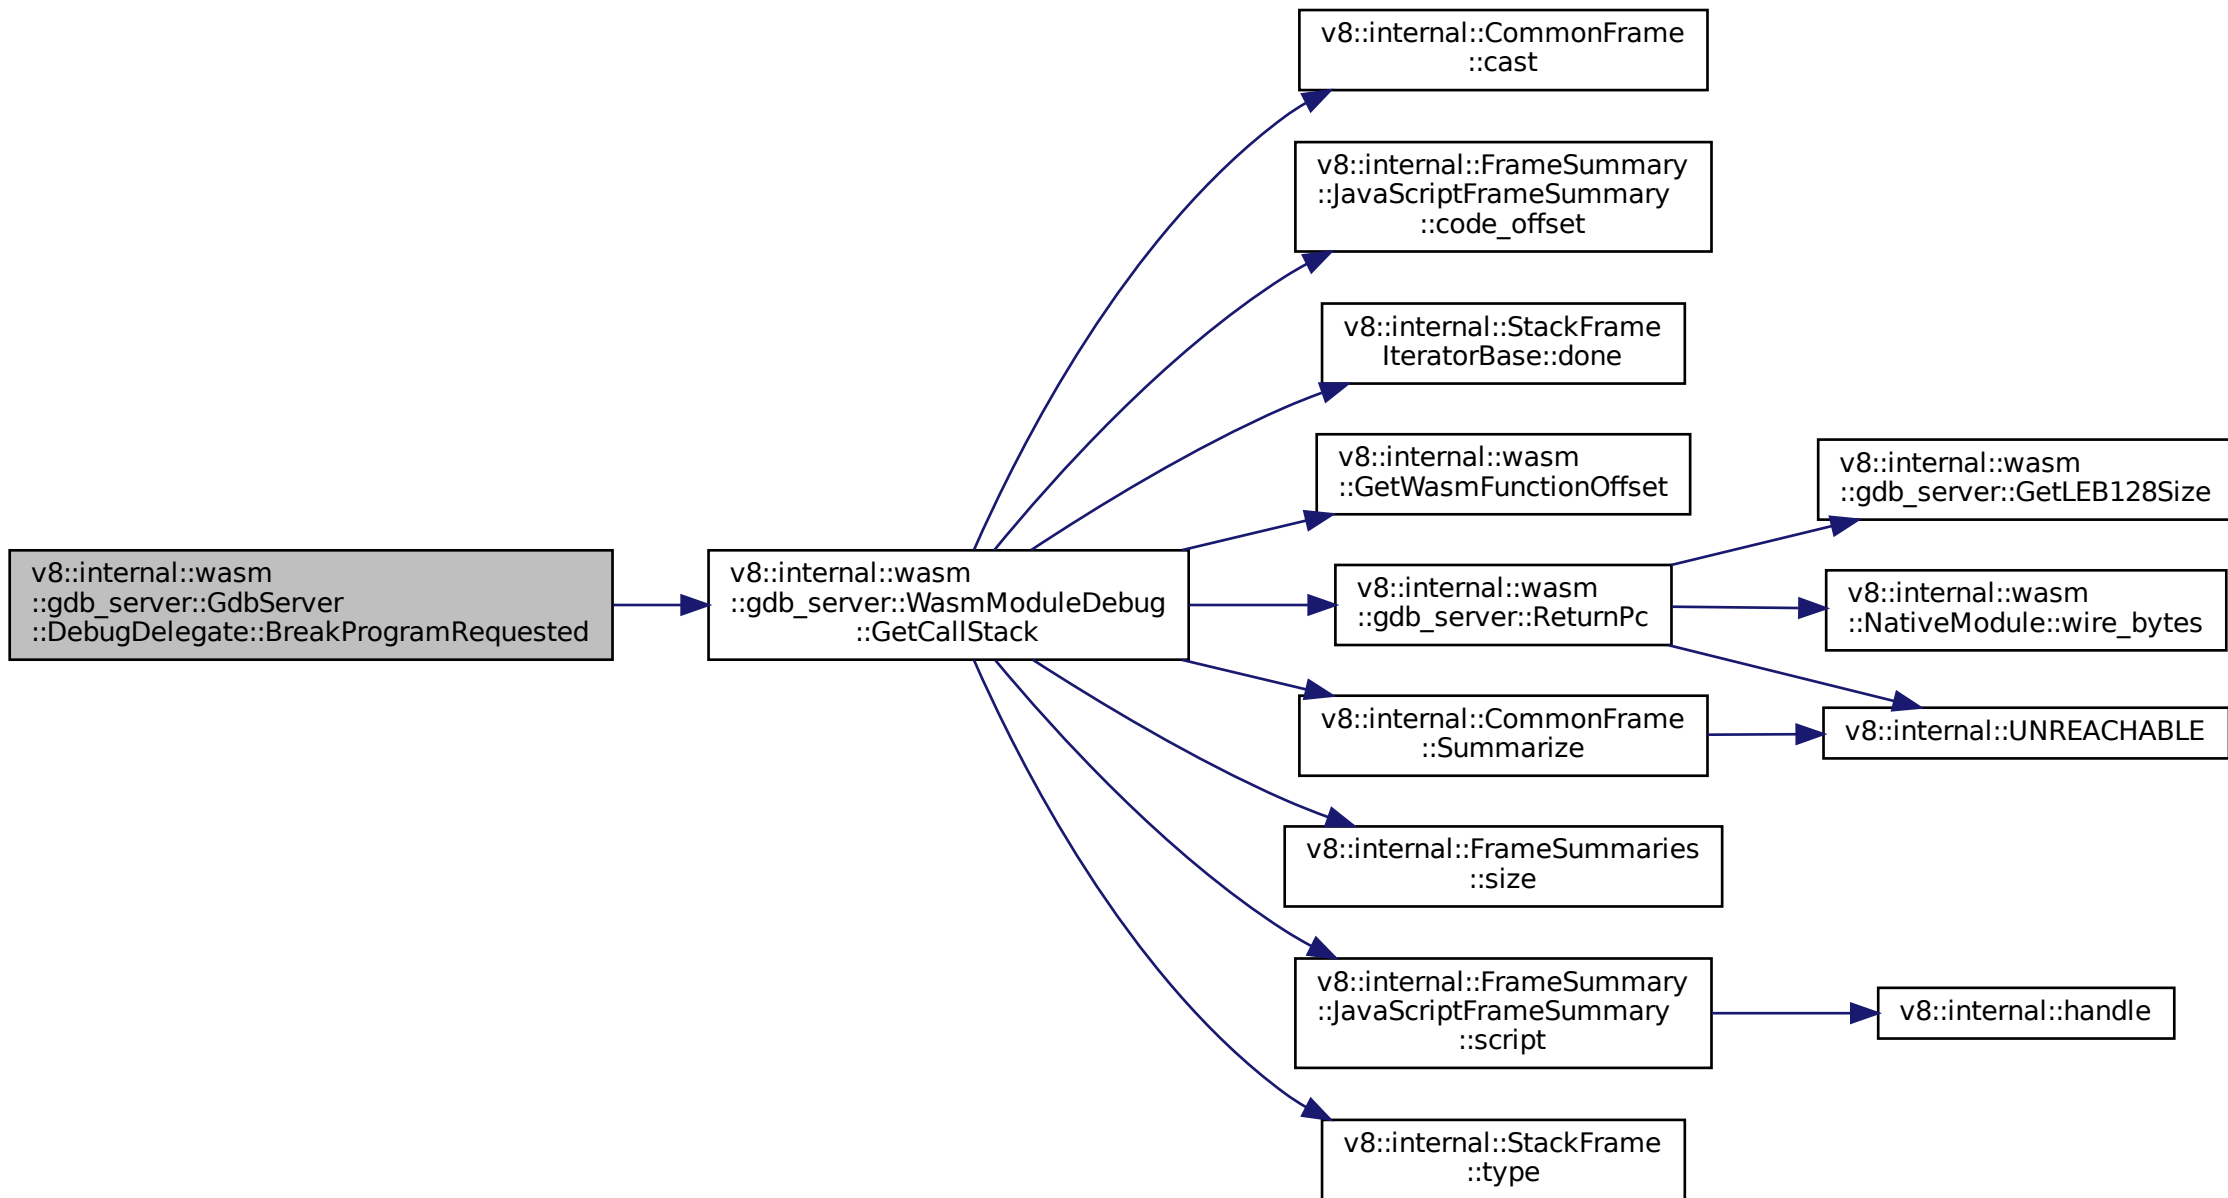 v8::internal::CommonFrame
::cast
v8::internal::FrameSummary
::JavaScriptFrameSummary
::code_offset
v8::internal::StackFrame
IteratorBase::done
v8::internal::wasm
::GetWasmFunctionOffset
v8::internal::wasm
::gdb_server::GetLEB128Size
v8::internal::wasm
::gdb_server::GdbServer
::DebugDelegate::BreakProgramRequested
v8::internal::wasm
::gdb_server::WasmModuleDebug
::GetCallStack
v8::internal::wasm
::gdb_server::ReturnPc
v8::internal::wasm
::NativeModule::wire_bytes
v8::internal::CommonFrame
::Summarize
v8::internal::UNREACHABLE
v8::internal::FrameSummaries
::size
v8::internal::FrameSummary
::JavaScriptFrameSummary
::script
v8::internal::handle
v8::internal::StackFrame
::type